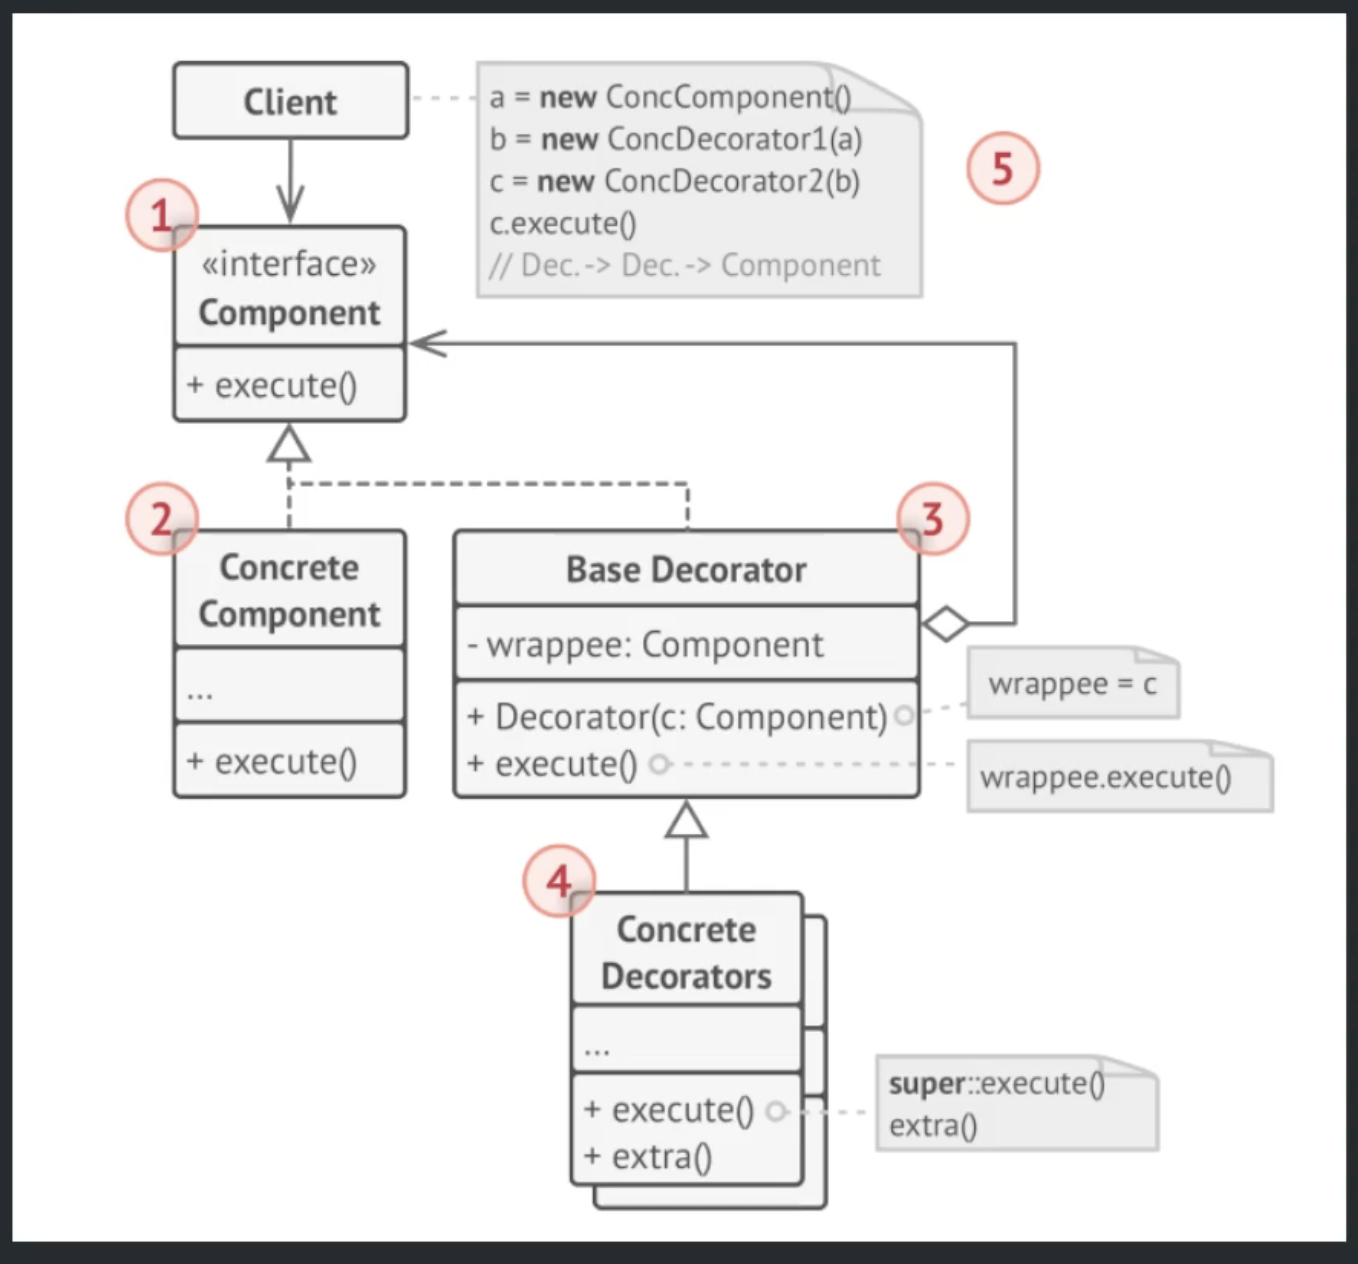 Client
a = new ConcComponent()
b = new ConcDecorator1(a)
c = new ConcDecorator2(b)
c.execute()
// Dec. -> Dec. -> Component
5
1
«interface»
Component
+ execute()
2
Concrete
Component
...
+ execute()
3
Base Decorator
- wrappee: Component
+ Decorator(c: Component)
+ execute()
wrappee = c
wrappee.execute()
4
Concrete
Decorators
...
+ execute()
+ extra()
super::execute()
extra()